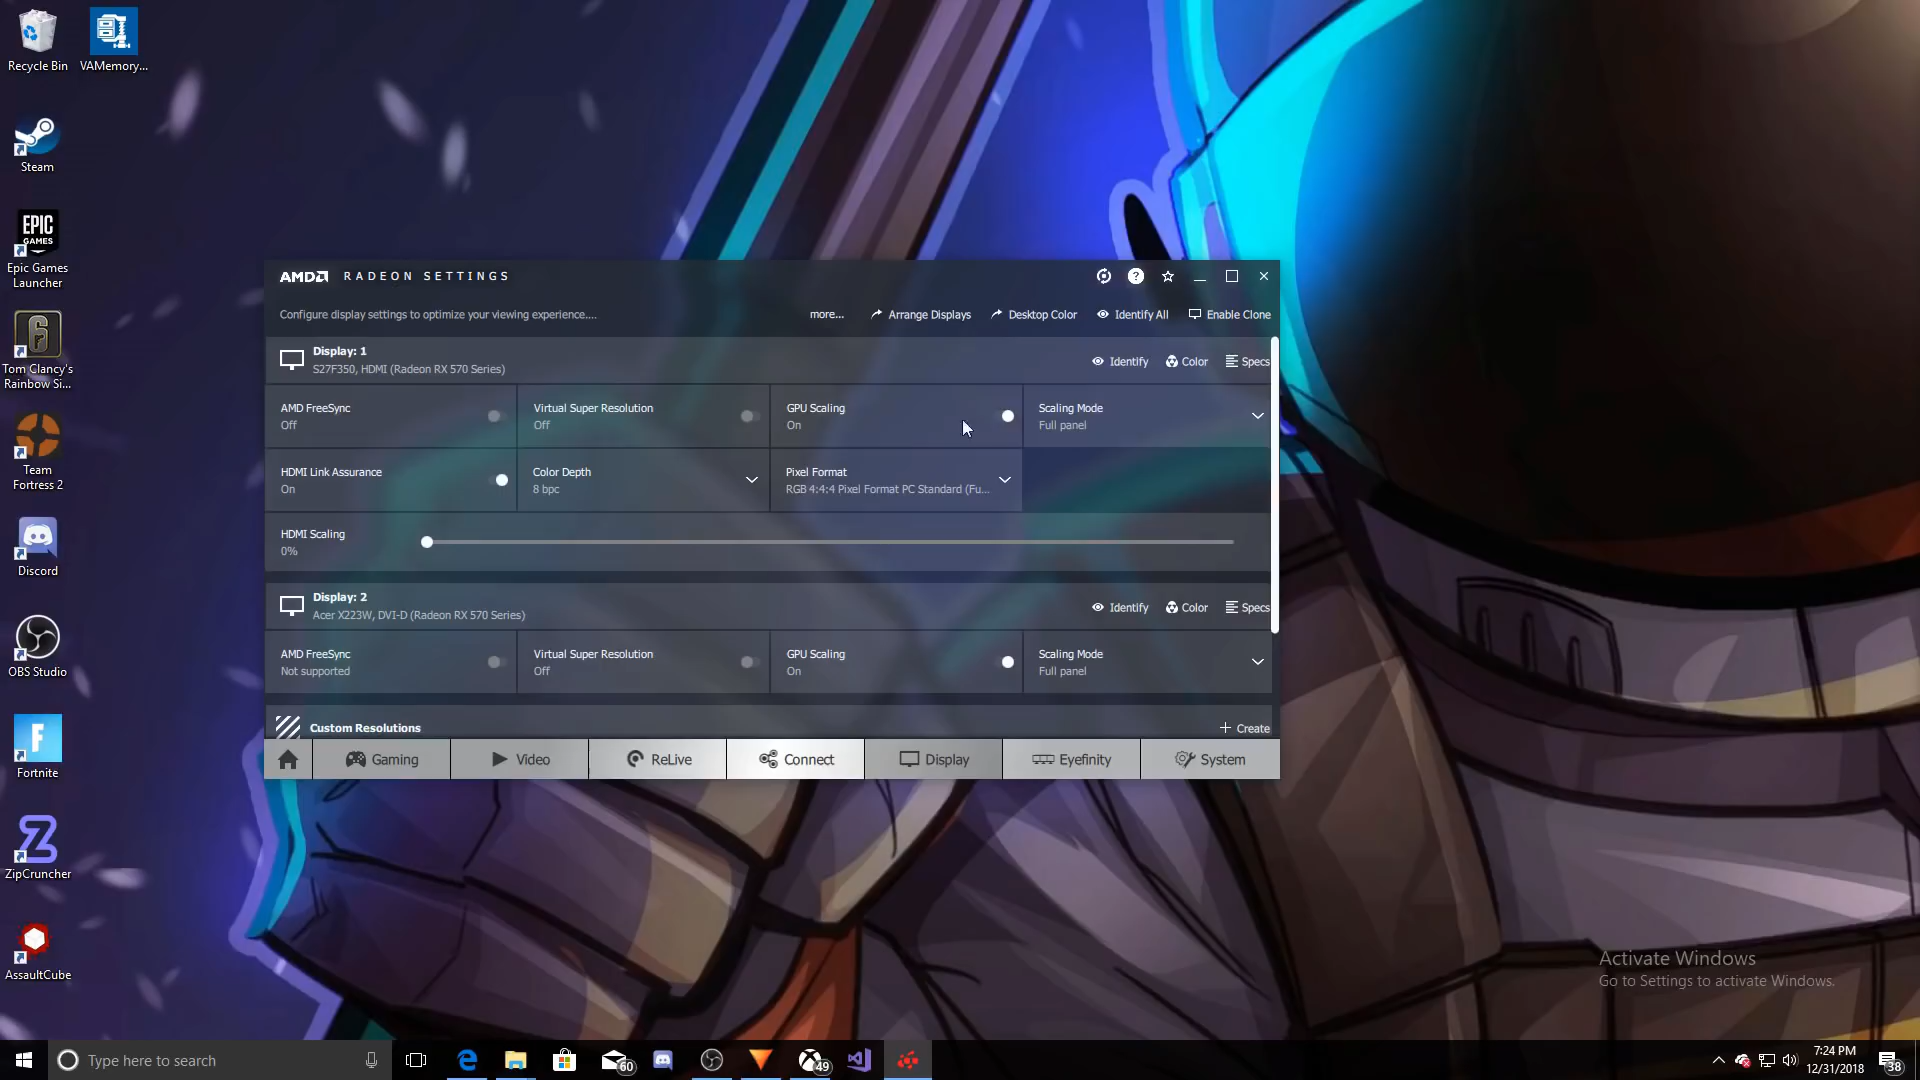 Recycle Bin
VAMemory...
Steam
EPIC
GAMES
Epic Games
Launcher
Tom Clancy's
Rainbow Si...
Team
Fortress 2
Discord
OBS Studio
Fortnite
ZipCruncher
AssaultCube
AMD RADEON SETTINGS
Configure display settings to optimize your viewing experience....
more...
Arrange Displays
Desktop Color
Identify All
Enable Clone
Display: 1
S27F350, HDMI (Radeon RX 570 Series)
Identify
Color
Specs
AMD FreeSync
Off
Virtual Super Resolution
Off
GPU Scaling
On
Scaling Mode
Full panel
HDMI Link Assurance
On
Color Depth
8 bpc
Pixel Format
RGB 4:4:4 Pixel Format PC Standard (Fu...
HDMI Scaling
0%
Display: 2
Acer X223W, DVI-D (Radeon RX 570 Series)
Identify
Color
Specs
AMD FreeSync
Not supported
Virtual Super Resolution
Off
GPU Scaling
On
Scaling Mode
Full panel
Custom Resolutions
Create
Gaming
Video
ReLive
Connect
Display
Eyefinity
System
Activate Windows
Go to Settings to activate Windows.
Type here to search
60
49
7:24 PM
12/31/2018
38